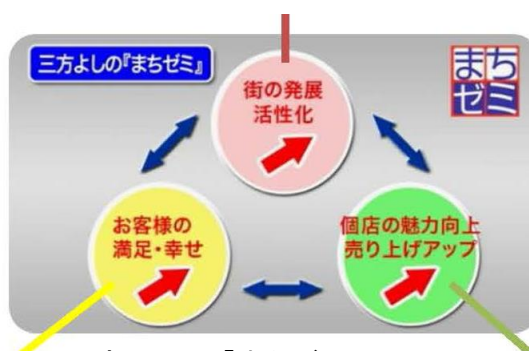 三方よしの『まちゼミ』
まち
ゼミ
街の発展
活性化
お客様の
満足・幸せ
個店の魅力向上
売り上げアップ